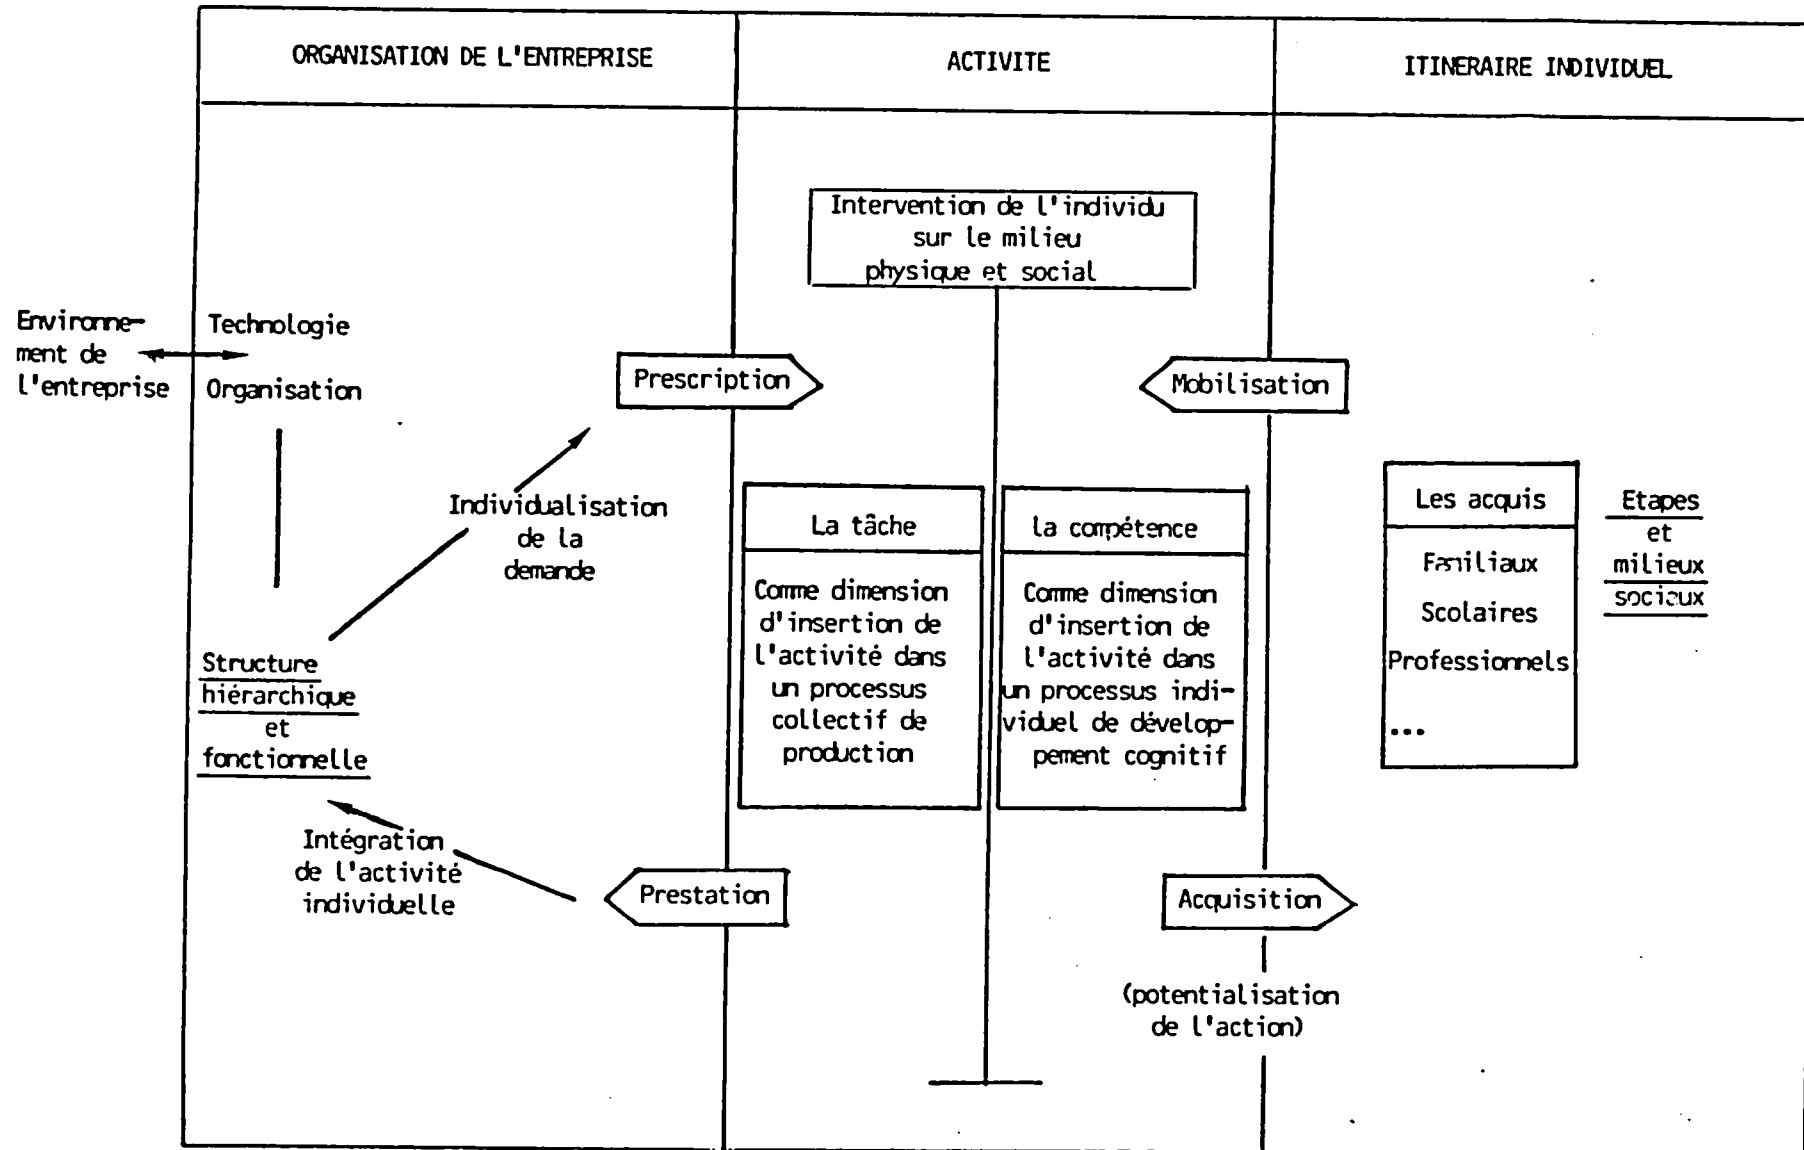 ORGANISATION DE L'ENTREPRISE
ACTIVITE
ITINERAIRE INDIVIDUEL
Intervention de l'individu
sur le milieu
physique et social
Environne-
ment de
l'entreprise
Technologie
Organisation
Prescription
Mobilisation
Individualisation
de la
demande
La tâche
Comme dimension
d'insertion de
l'activité dans
un processus
collectif de
production
la compétence
Comme dimension
d'insertion de
l'activité dans
un processus indi-
viduel de dévelop-
pement cognitif
Les acquis
Familiaux
Scolaires
Professionnels
...
Etapes
et
milieux
sociaux
Structure
hiérarchique
et
fonctionnelle
Intégration
de l'activité
individuelle
Prestation
Acquisition
(potentialisation
de l'action)